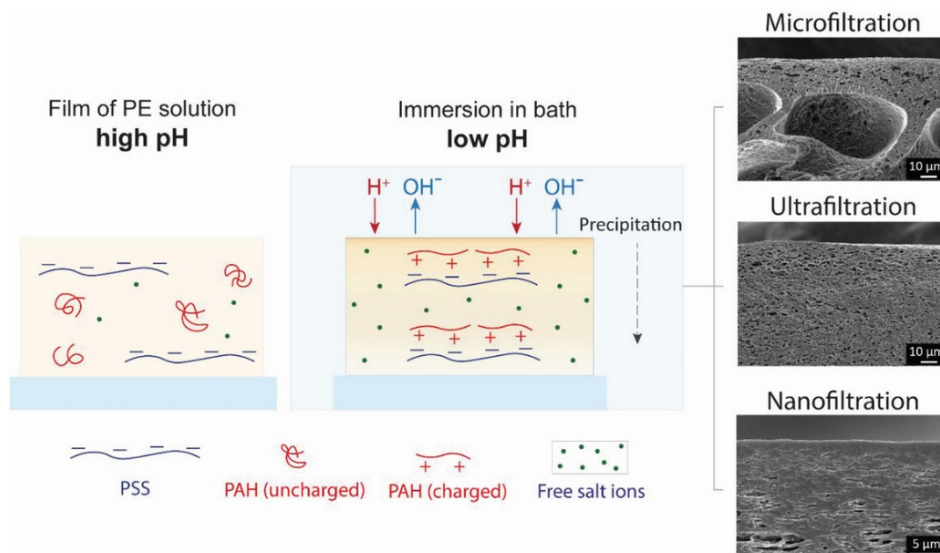 Film of PE solution
high pH
Immersion in bath
low pH
H⁺ OH⁻ H⁺ OH⁻
Precipitation
Microfiltration
10 µm
Ultrafiltration
10 µm
Nanofiltration
5 µm
PSS
PAH (uncharged)
PAH (charged)
Free salt ions